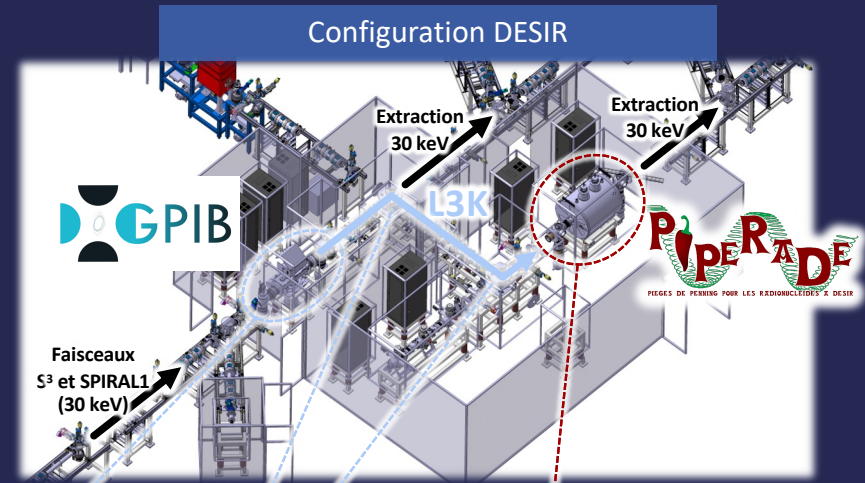 Configuration DESIR
Extraction
30 keV
Extraction
30 keV
L3K
GPIB
PIPERADE
PIEGES DE PENNING POUR LES RADIONUCLEIDES A DESIR
Faisceaux
S³ et SPIRAL1
(30 keV)